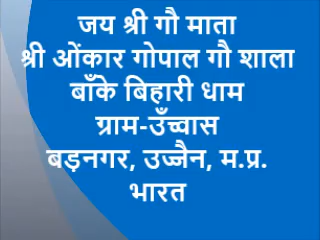 जय श्री गौ माता
श्री ओंकार गोपाल गौ शाला
बाँके बिहारी धाम
ग्राम-उँच्वास
बड़नगर, उज्जैन, म.प्र.
भारत